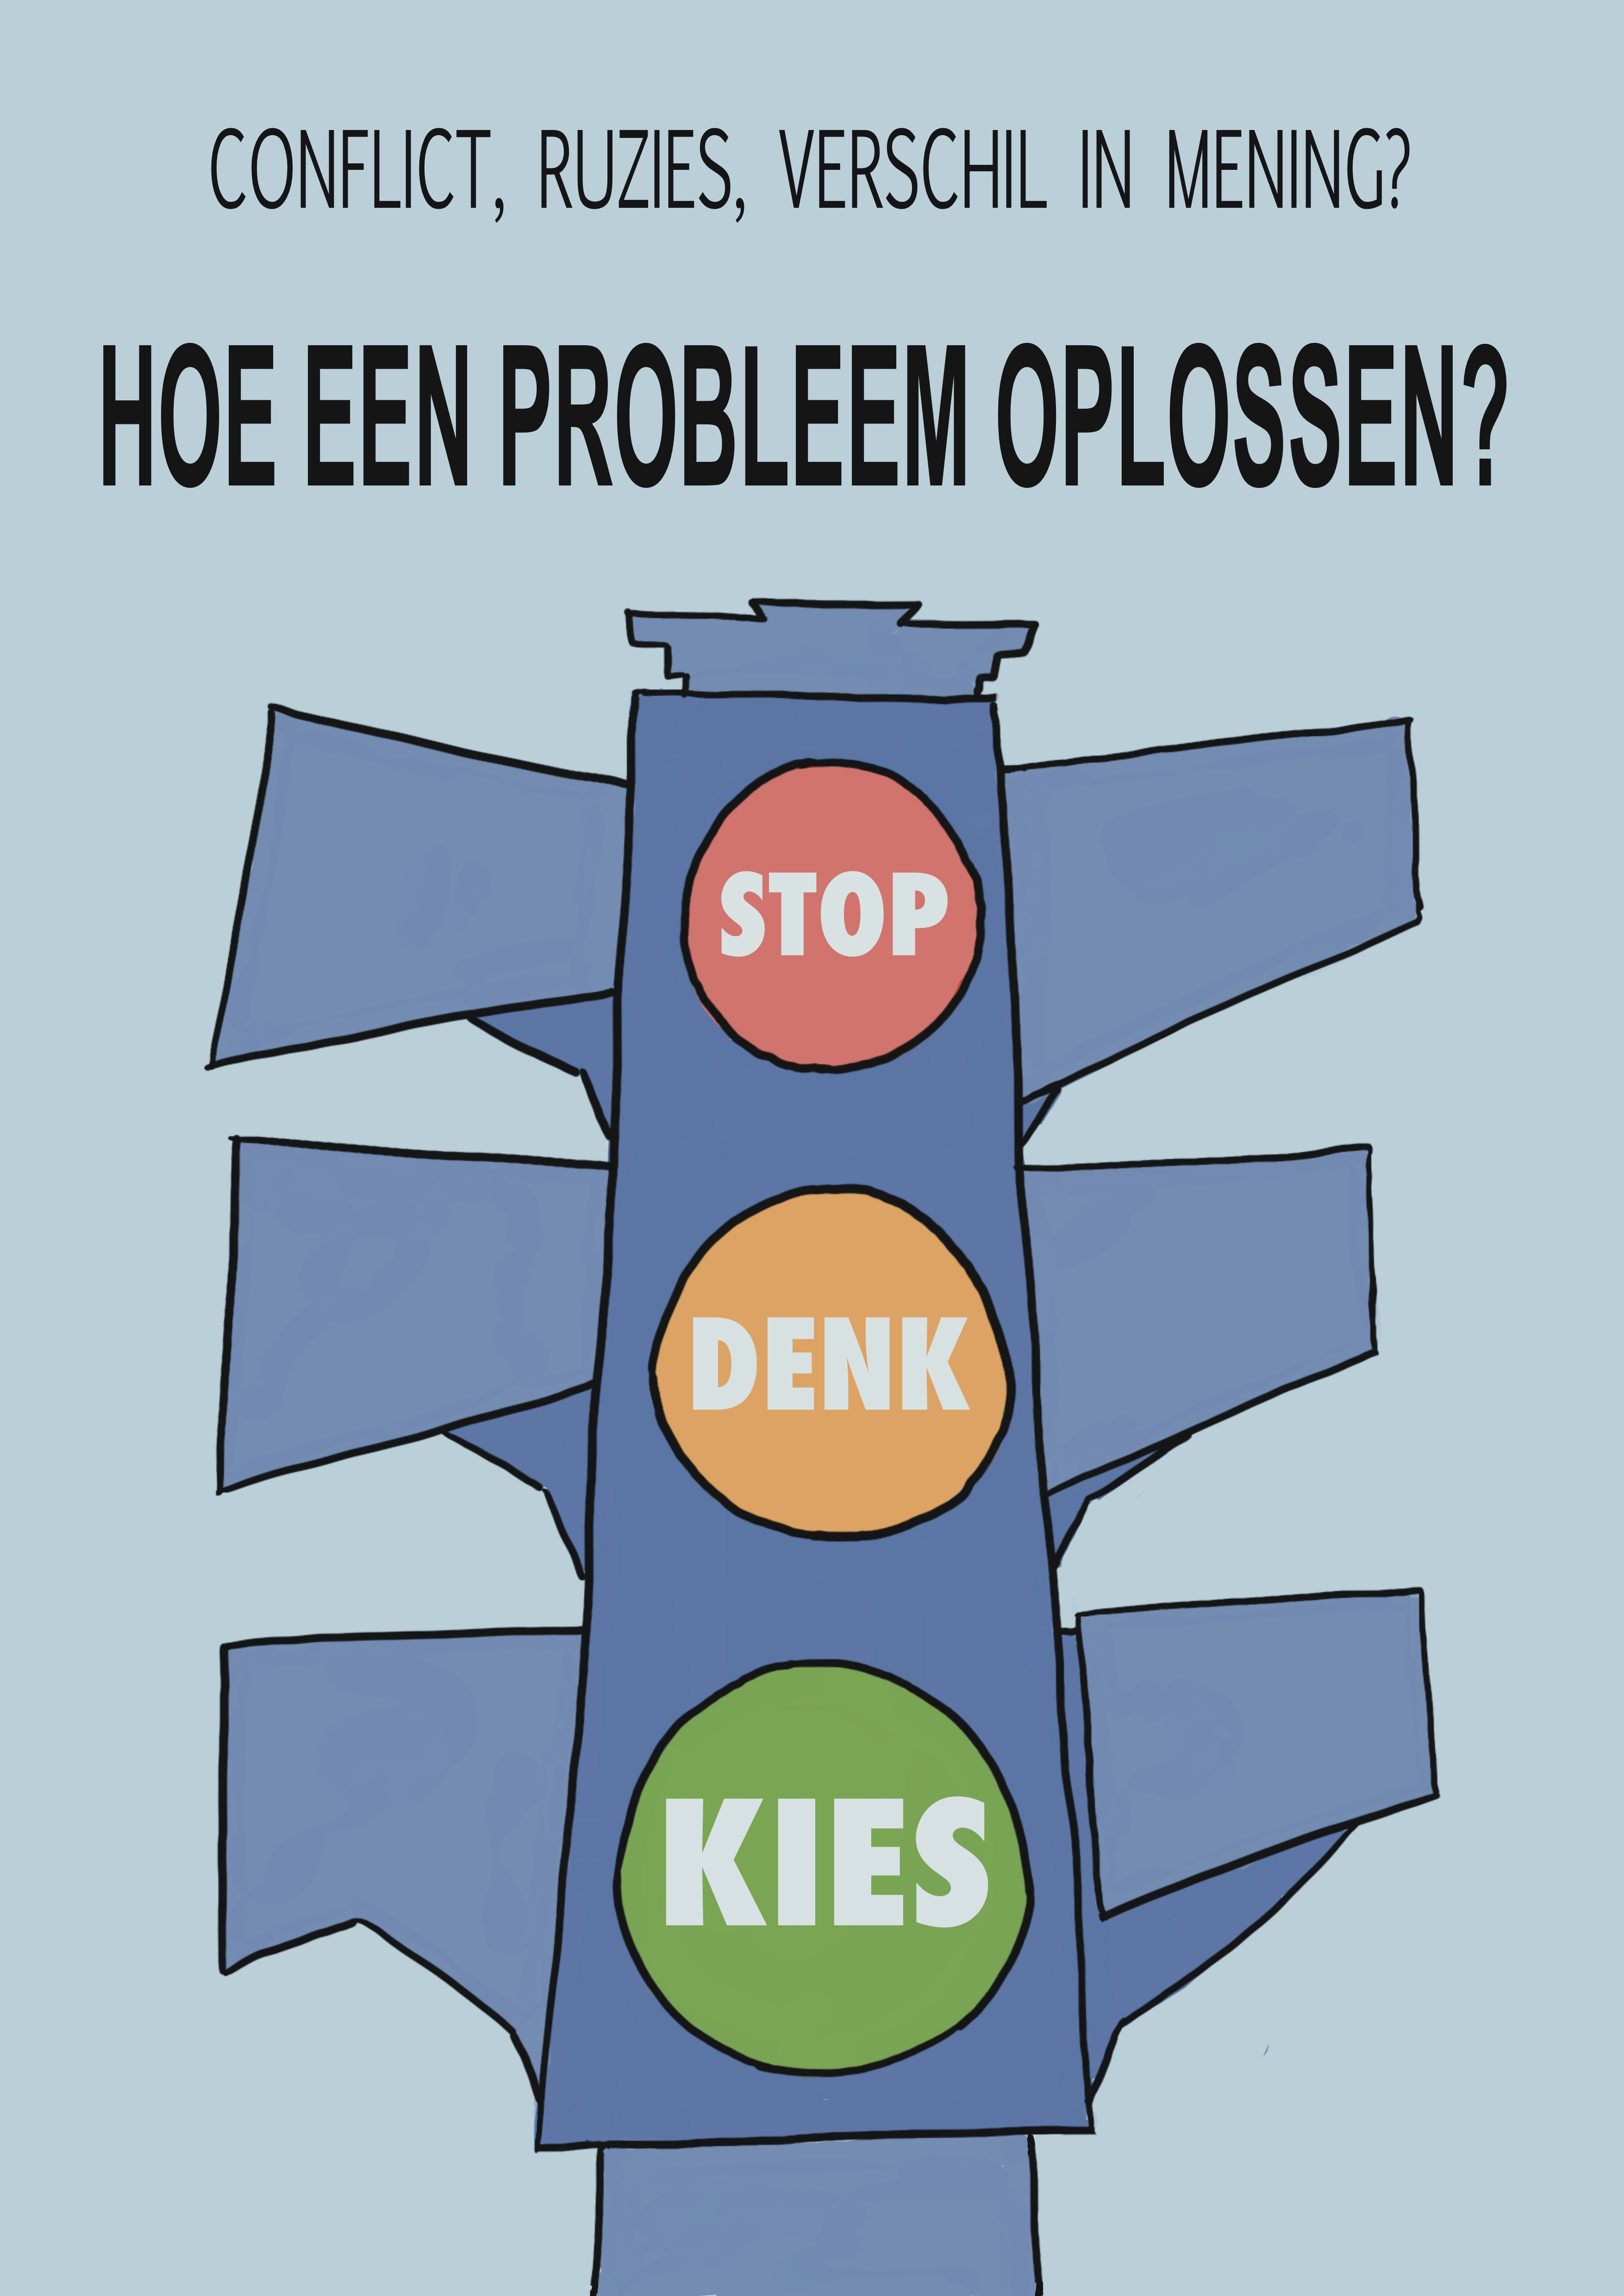 CONFLICT, RUZIES, VERSCHIL IN MENING?
HOE EEN PROBLEEM OPLOSSEN?
STOP
DENK
KIES